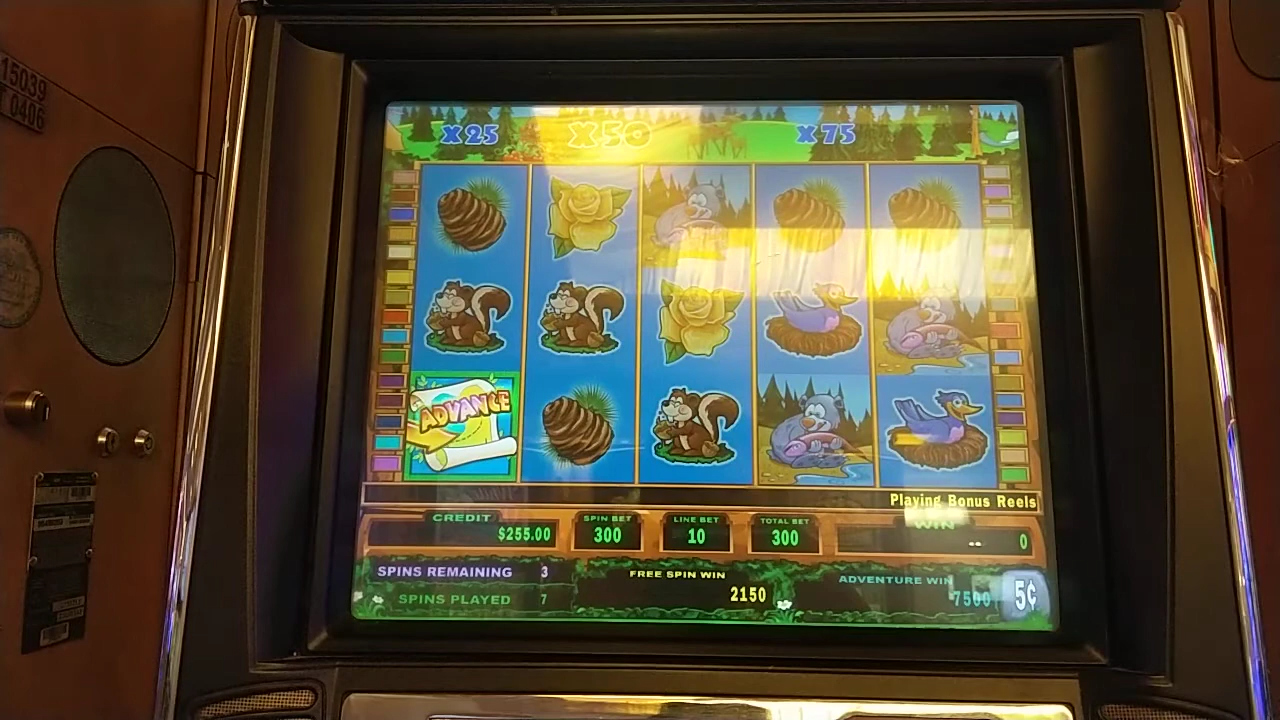 15039
0406
X25 X50 X75
ADVANCE
Playing Bonus Reels
CREDIT
$255.00
SPIN BET
300
LINE BET
10
TOTAL BET
300
WIN
0
SPINS REMAINING 3
SPINS PLAYED 7
FREE SPIN WIN
2150
ADVENTURE WIN
7500
5¢